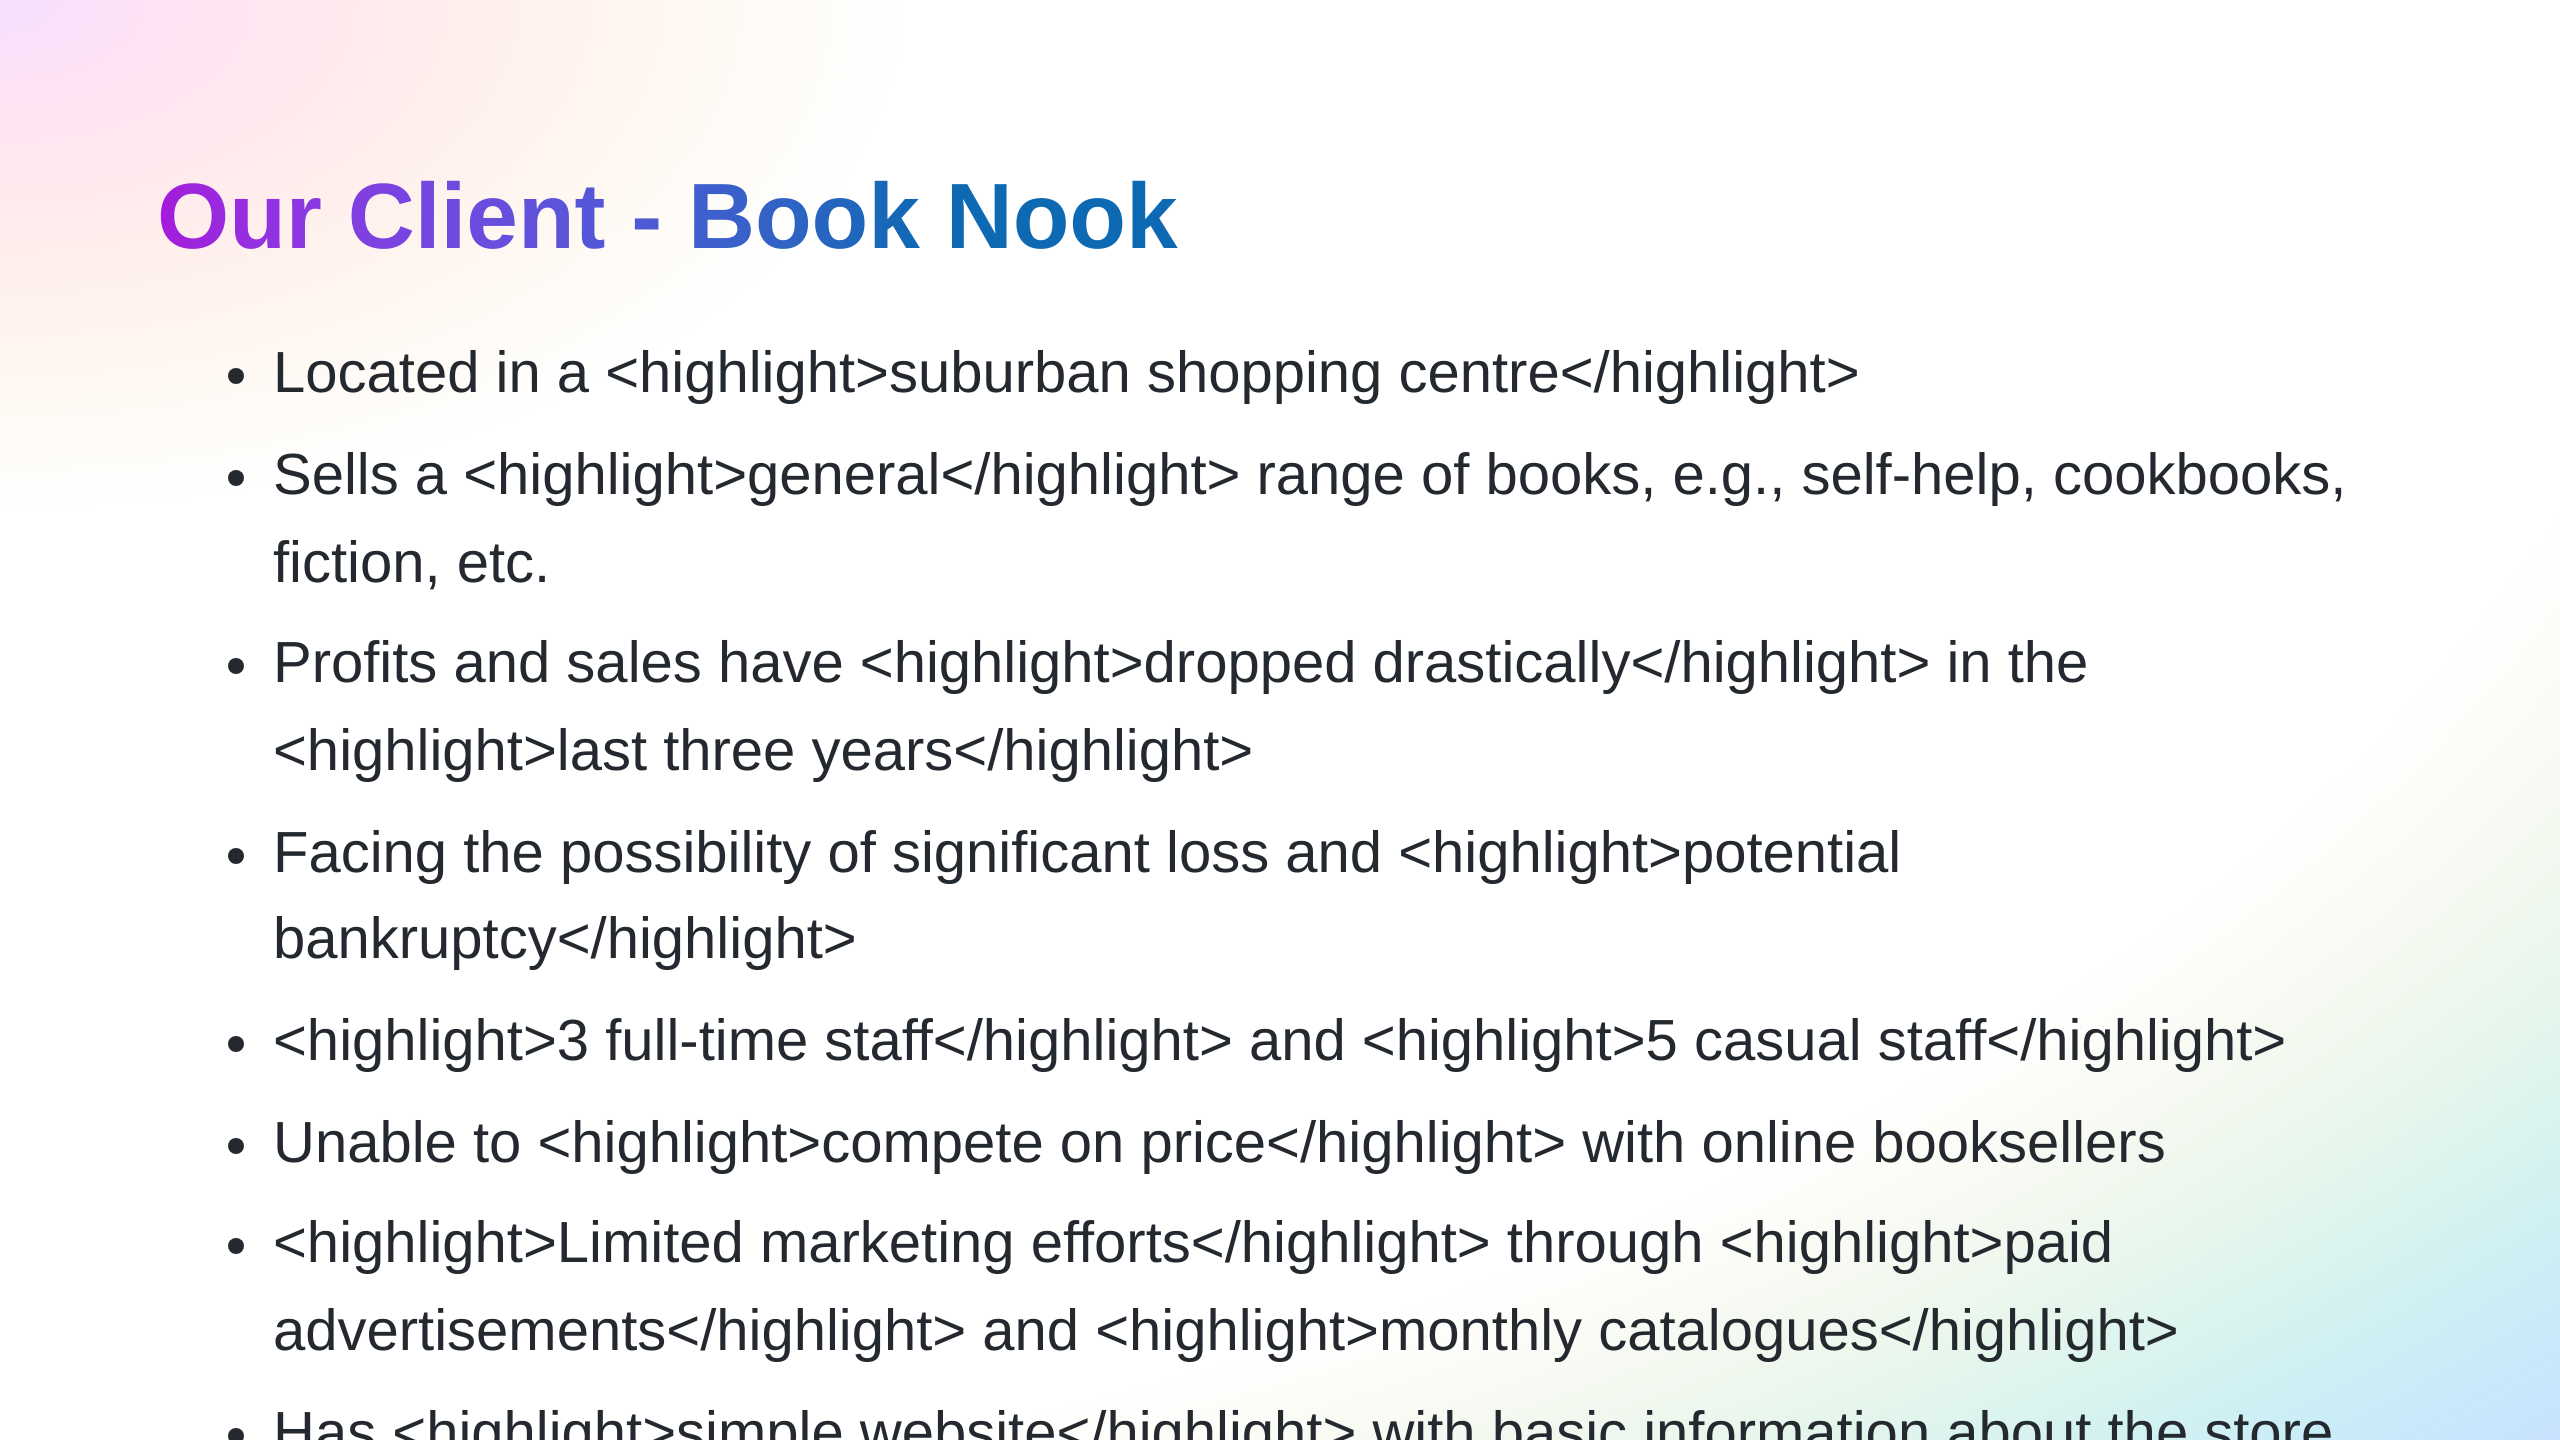 Our Client - Book Nook
• Located in a <highlight>suburban shopping centre</highlight>
• Sells a <highlight>general</highlight> range of books, e.g., self-help, cookbooks,
fiction, etc.
• Profits and sales have <highlight>dropped drastically</highlight> in the
<highlight>last three years</highlight>
• Facing the possibility of significant loss and <highlight>potential
bankruptcy</highlight>
• <highlight>3 full-time staff</highlight> and <highlight>5 casual staff</highlight>
• Unable to <highlight>compete on price</highlight> with online booksellers
• <highlight>Limited marketing efforts</highlight> through <highlight>paid
advertisements</highlight> and <highlight>monthly catalogues</highlight>
• Has <highlight>simple website</highlight> with basic information about the store